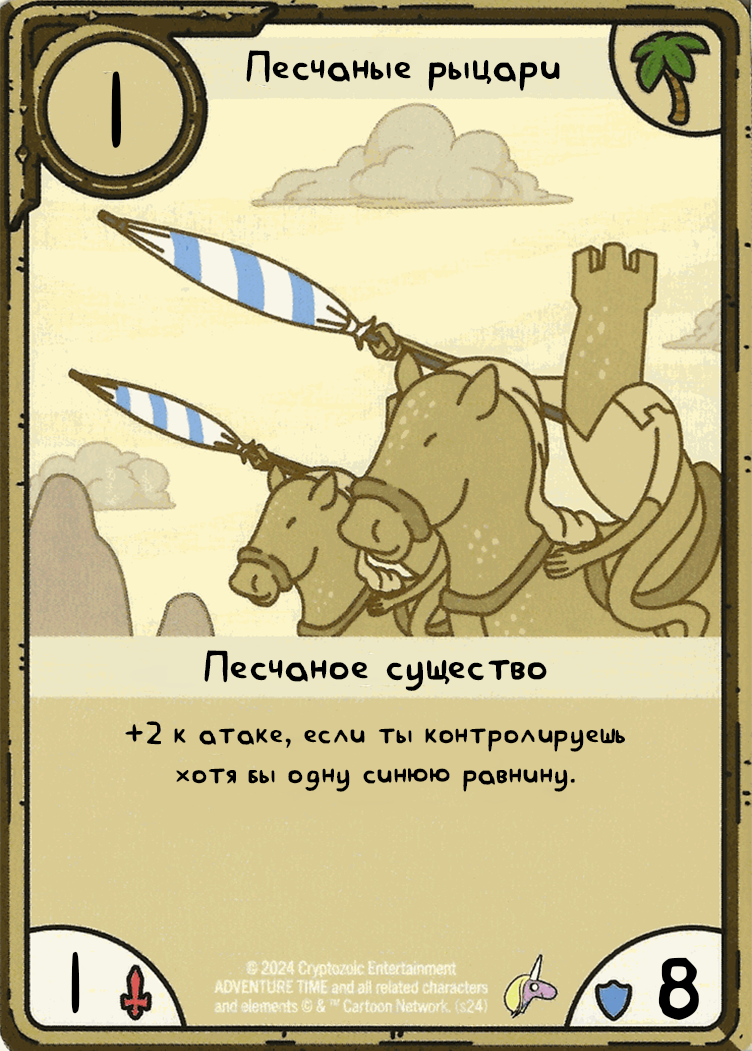 1
Песчаные рыцари
Песчаное существо
+2 к атаке, если ты контролируешь
хотя бы одну синюю равнину.
1
© 2024 Cryptozoic Entertainment
ADVENTURE TIME and all related characters
and elements © & ™ Cartoon Network. (s24)
8